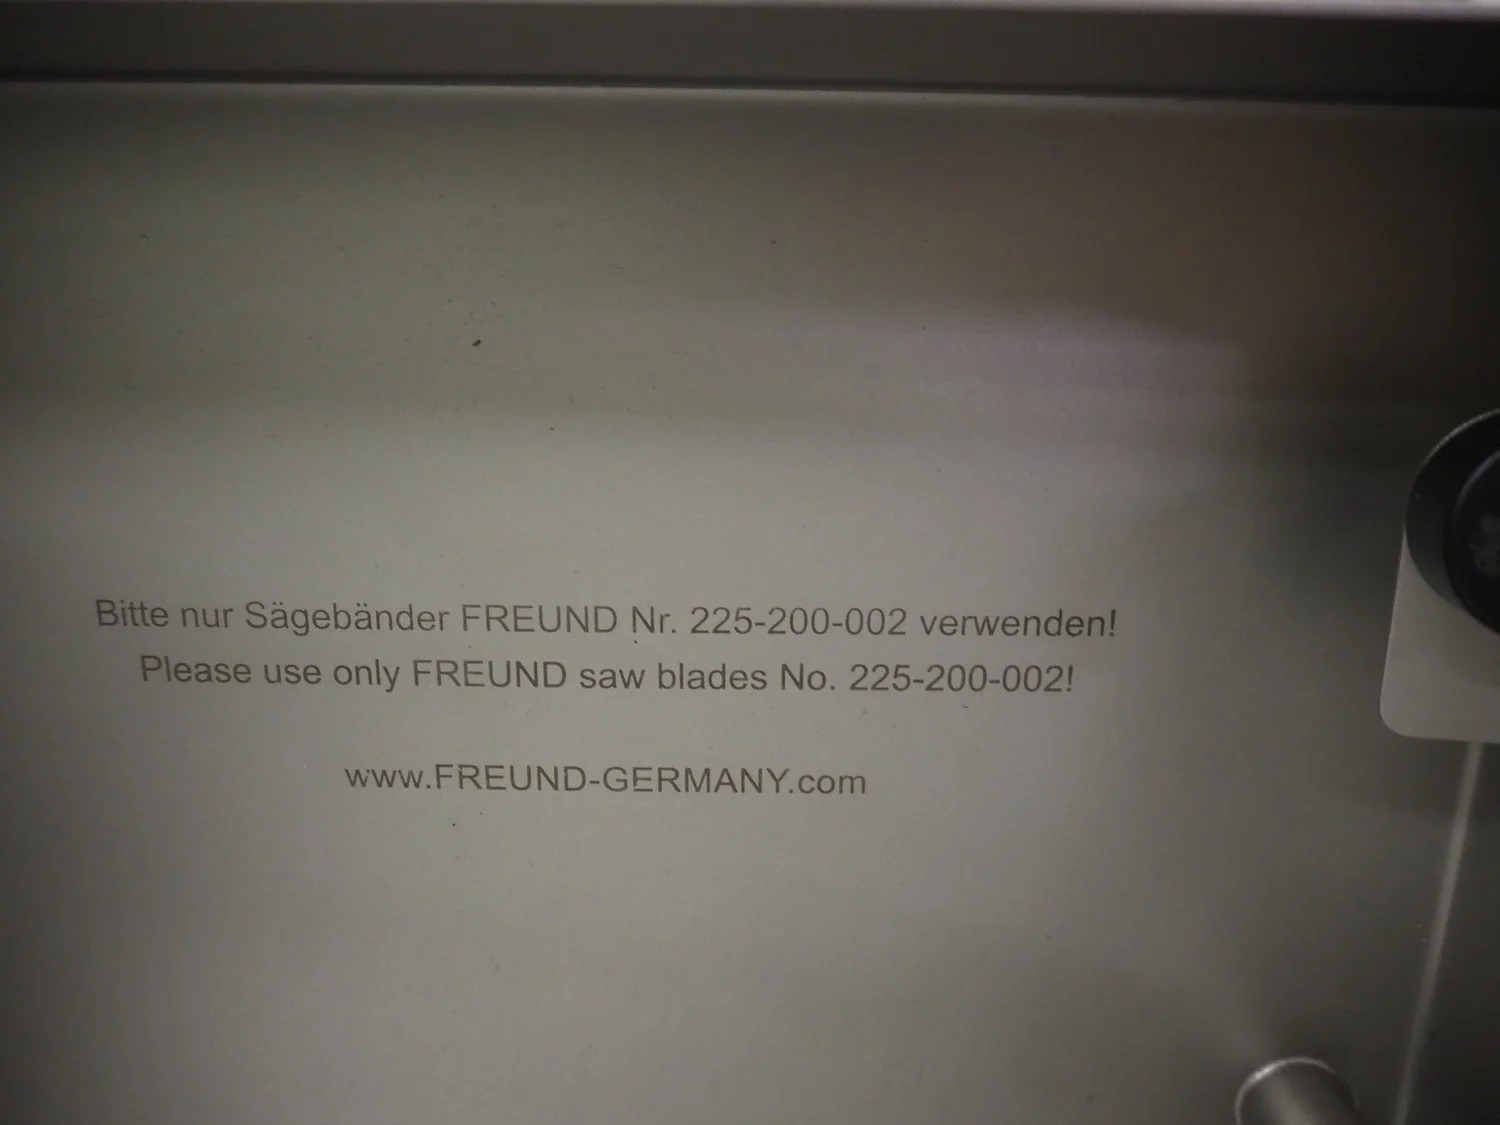 Bitte nur Sägebänder FREUND Nr. 225-200-002 verwenden!
Please use only FREUND saw blades No. 225-200-002!
www.FREUND-GERMANY.com